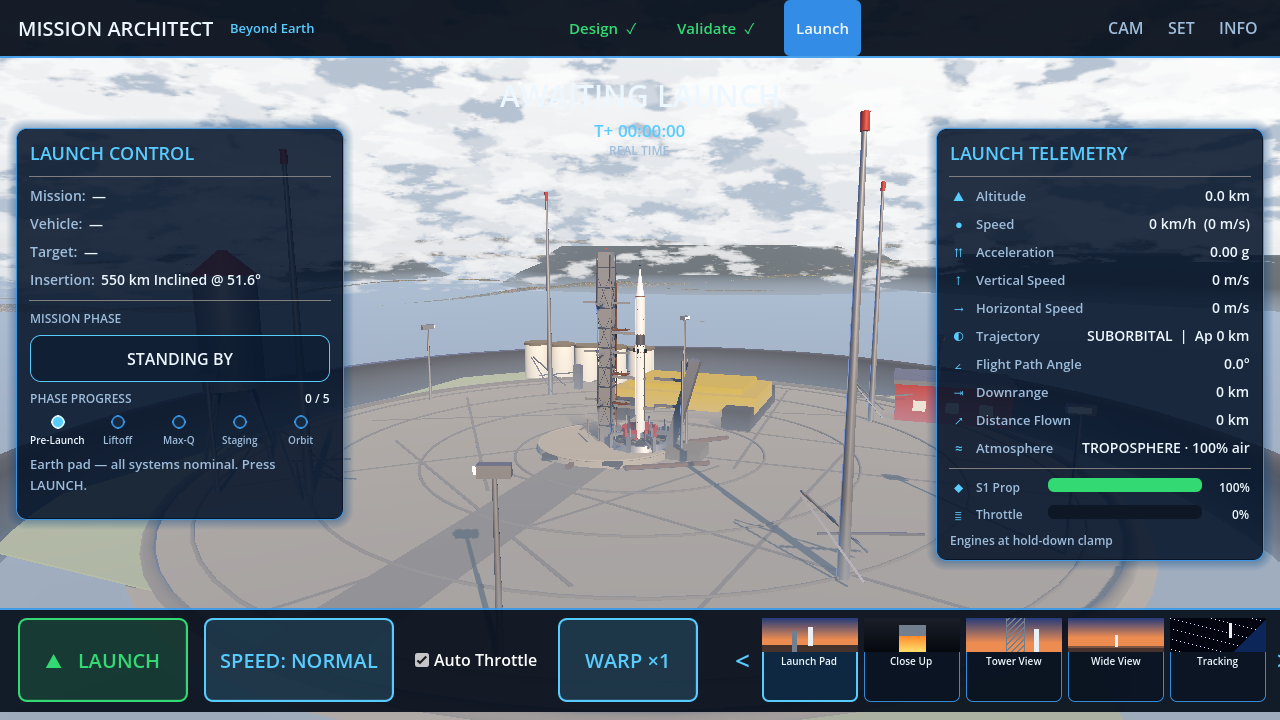 MISSION ARCHITECT
Beyond Earth
Design ✓
Validate ✓
Launch
CAM
SET
INFO
AWAITING LAUNCH
T+ 00:00:00
REAL TIME
LAUNCH CONTROL
Mission: —
Vehicle: —
Target: —
Insertion: 550 km Inclined @ 51.6°
MISSION PHASE
STANDING BY
PHASE PROGRESS 0 / 5
Pre-Launch Liftoff Max-Q Staging Orbit
Earth pad — all systems nominal. Press
LAUNCH.
LAUNCH TELEMETRY
Altitude 0.0 km
Speed 0 km/h (0 m/s)
Acceleration 0.00 g
Vertical Speed 0 m/s
Horizontal Speed 0 m/s
Trajectory SUBORBITAL | Ap 0 km
Flight Path Angle 0.0°
Downrange 0 km
Distance Flown 0 km
Atmosphere TROPOSPHERE · 100% air
S1 Prop 100%
Throttle 0%
Engines at hold-down clamp
▲ LAUNCH
SPEED: NORMAL
Auto Throttle
WARP ×1
<
Launch Pad
Close Up
Tower View
Wide View
Tracking